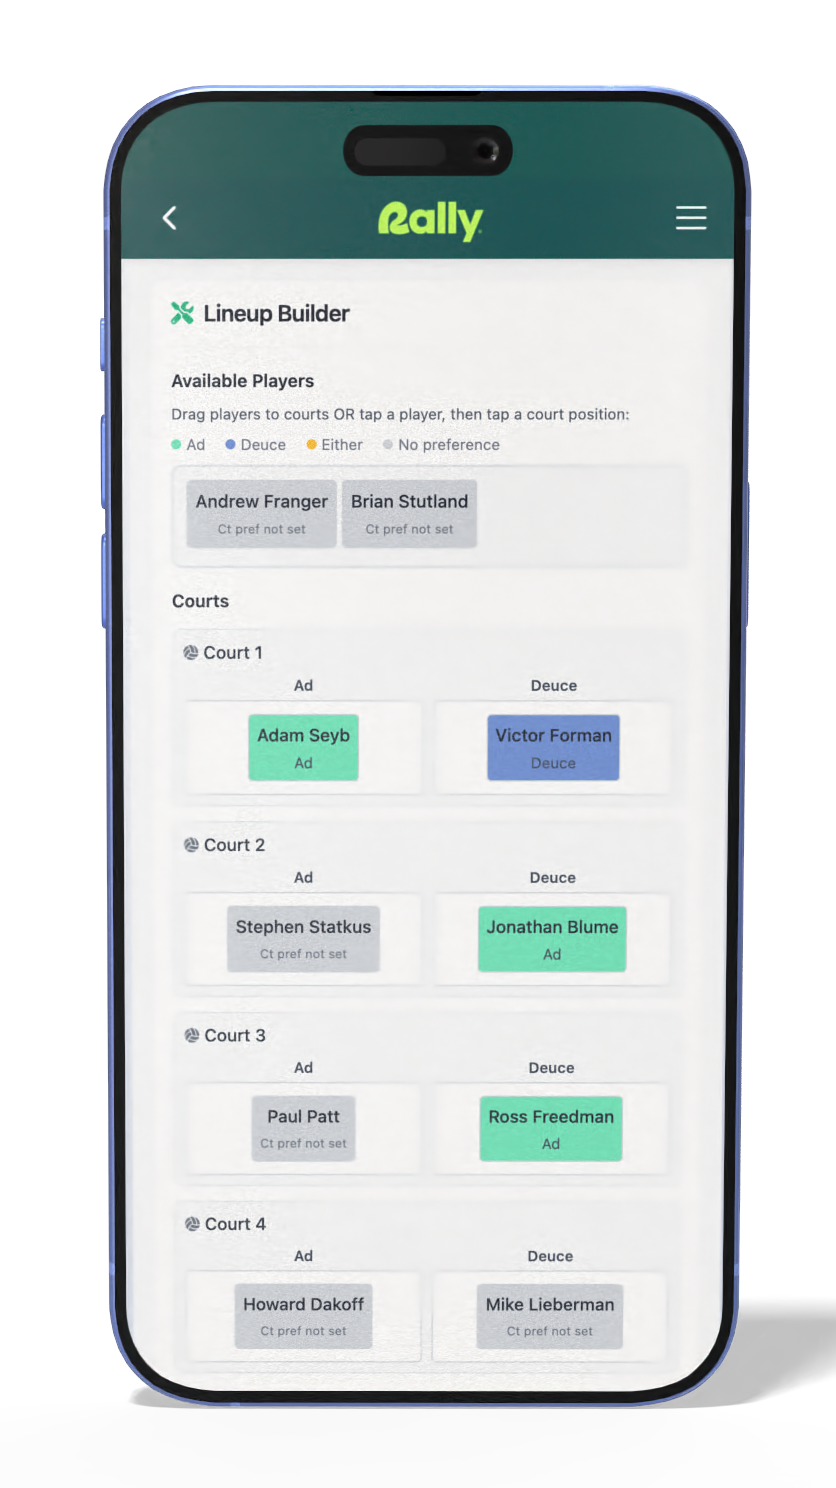 Rally
Lineup Builder
Available Players
Drag players to courts OR tap a player, then tap a court position:
Ad Deuce Either No preference
Andrew Franger Brian Stutland
Ct pref not set Ct pref not set
Courts
Court 1
Ad Deuce
Adam Seyb Victor Forman
Ad Deuce
Court 2
Ad Deuce
Stephen Statkus Jonathan Blume
Ct pref not set Ad
Court 3
Ad Deuce
Paul Patt Ross Freedman
Ct pref not set Ad
Court 4
Ad Deuce
Howard Dakoff Mike Lieberman
Ct pref not set Ct pref not set